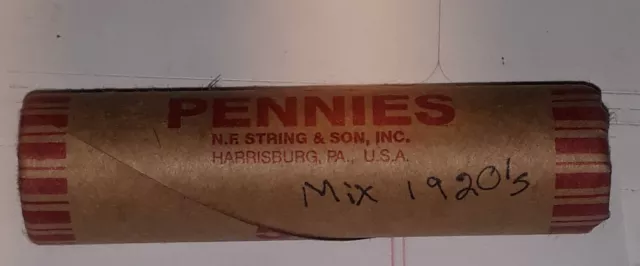 PENNIES
N.F. STRING & SON, INC.
HARRISBURG, PA., U.S.A.
Mix 1920's